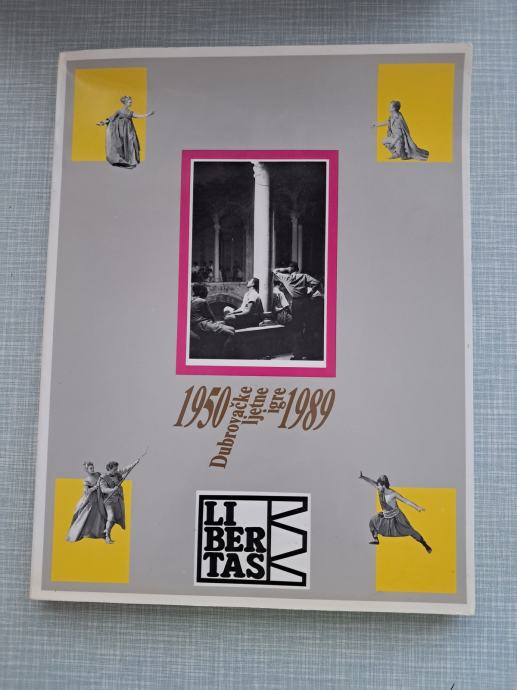 1950 Dubrovačke 1989
ljetne
igre
LI
BER
TAS